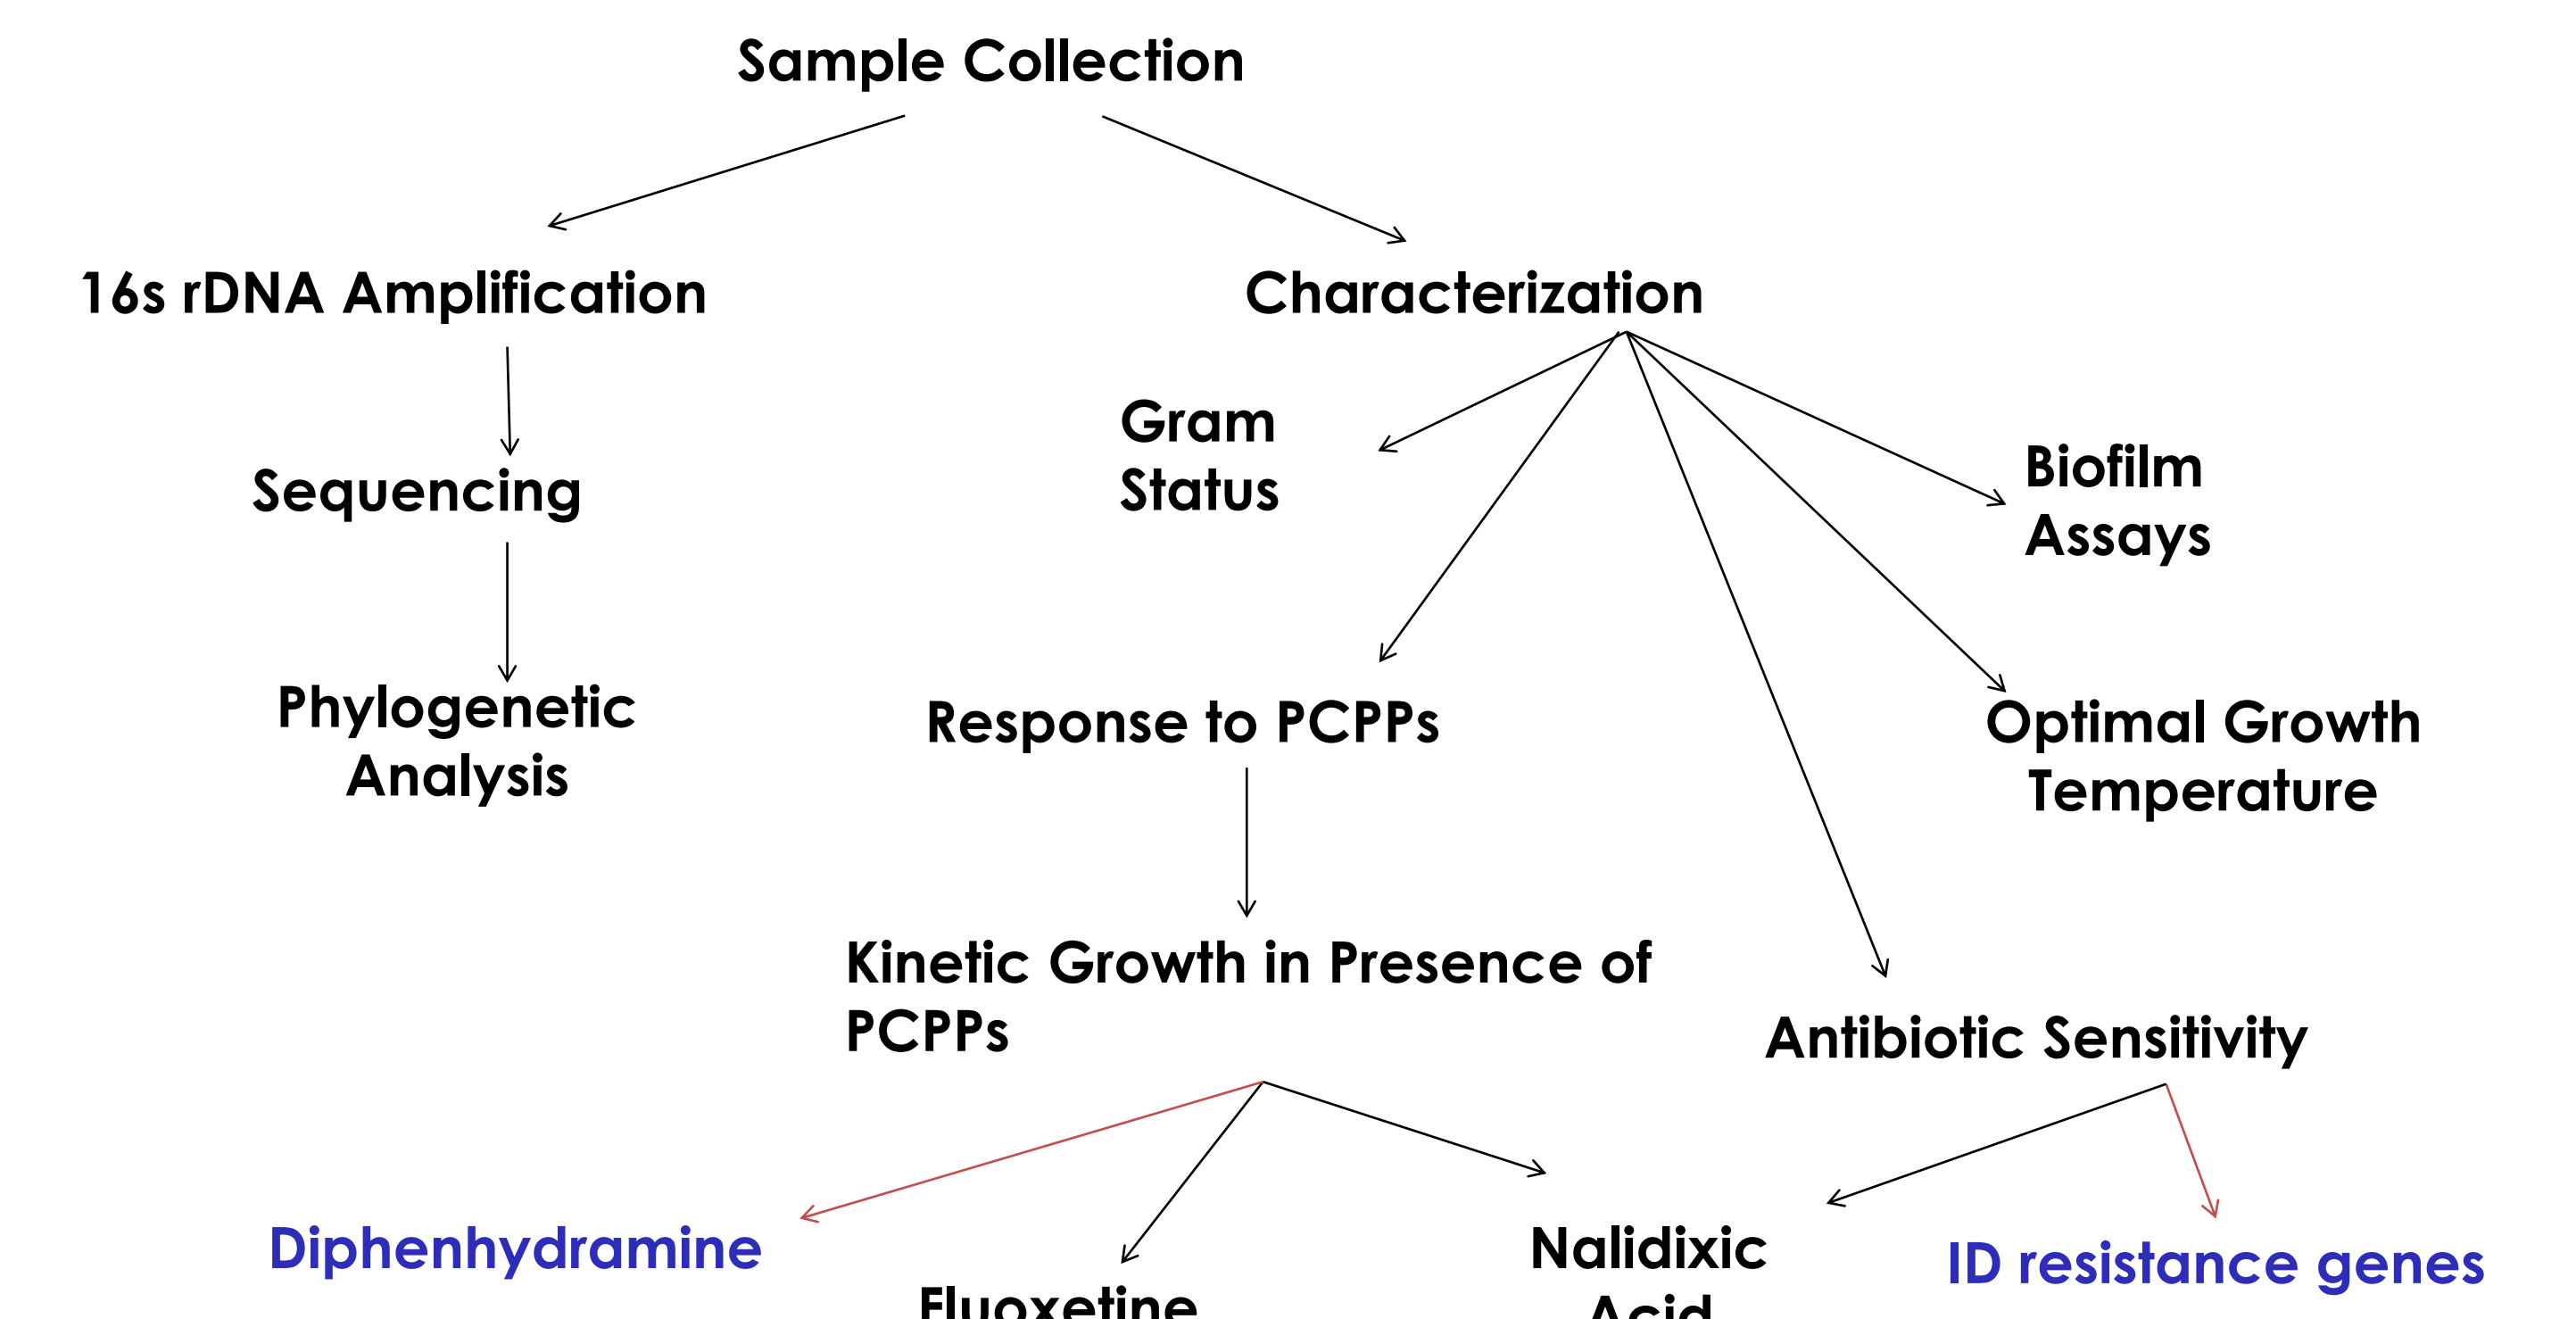 Sample Collection
16s rDNA Amplification
Characterization
Gram
Status
Biofilm
Assays
Sequencing
Phylogenetic
Analysis
Response to PCPPs
Optimal Growth
Temperature
Kinetic Growth in Presence of
PCPPs
Antibiotic Sensitivity
Diphenhydramine
Fluoxetine
Nalidixic
Acid
ID resistance genes